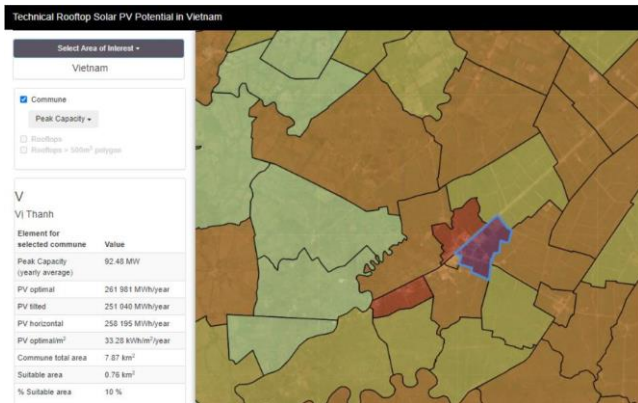 Technical Rooftop Solar PV Potential in Vietnam
Select Area of Interest
Vietnam
Commune
Peak Capacity
Rooftops
Rooftops > 500m² polygon
V
Vị Thanh
Element for
selected commune Value
Peak Capacity
(yearly average) 92.48 MW
PV optimal 261 981 MWh/year
PV tilted 251 040 MWh/year
PV horizontal 258 195 MWh/year
PV optimal/m² 33.28 kWh/m²/year
Commune total area 7.87 km²
Suitable area 0.76 km²
% Suitable area 10 %